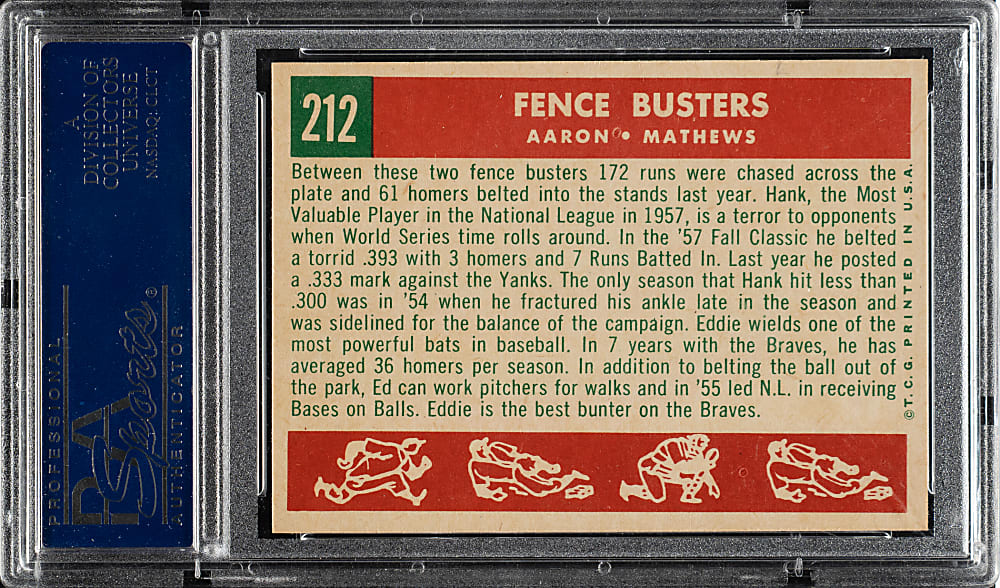 A
DIVISION OF
COLLECTORS
UNIVERSE
NASDAQ: CLCT
PROFESSIONAL
PSA
Sports®
AUTHENTICATOR
212
FENCE BUSTERS
AARON • MATHEWS
Between these two fence busters 172 runs were chased across the
plate and 61 homers belted into the stands last year. Hank, the Most
Valuable Player in the National League in 1957, is a terror to opponents
when World Series time rolls around. In the '57 Fall Classic he belted
a torrid .393 with 3 homers and 7 Runs Batted In. Last year he posted
a .333 mark against the Yanks. The only season that Hank hit less than
.300 was in '54 when he fractured his ankle late in the season and
was sidelined for the balance of the campaign. Eddie wields one of the
most powerful bats in baseball. In 7 years with the Braves, he has
averaged 36 homers per season. In addition to belting the ball out of
the park, Ed can work pitchers for walks and in '55 led N.L. in receiving
Bases on Balls. Eddie is the best bunter on the Braves.
©T.C.G. PRINTED IN U.S.A.